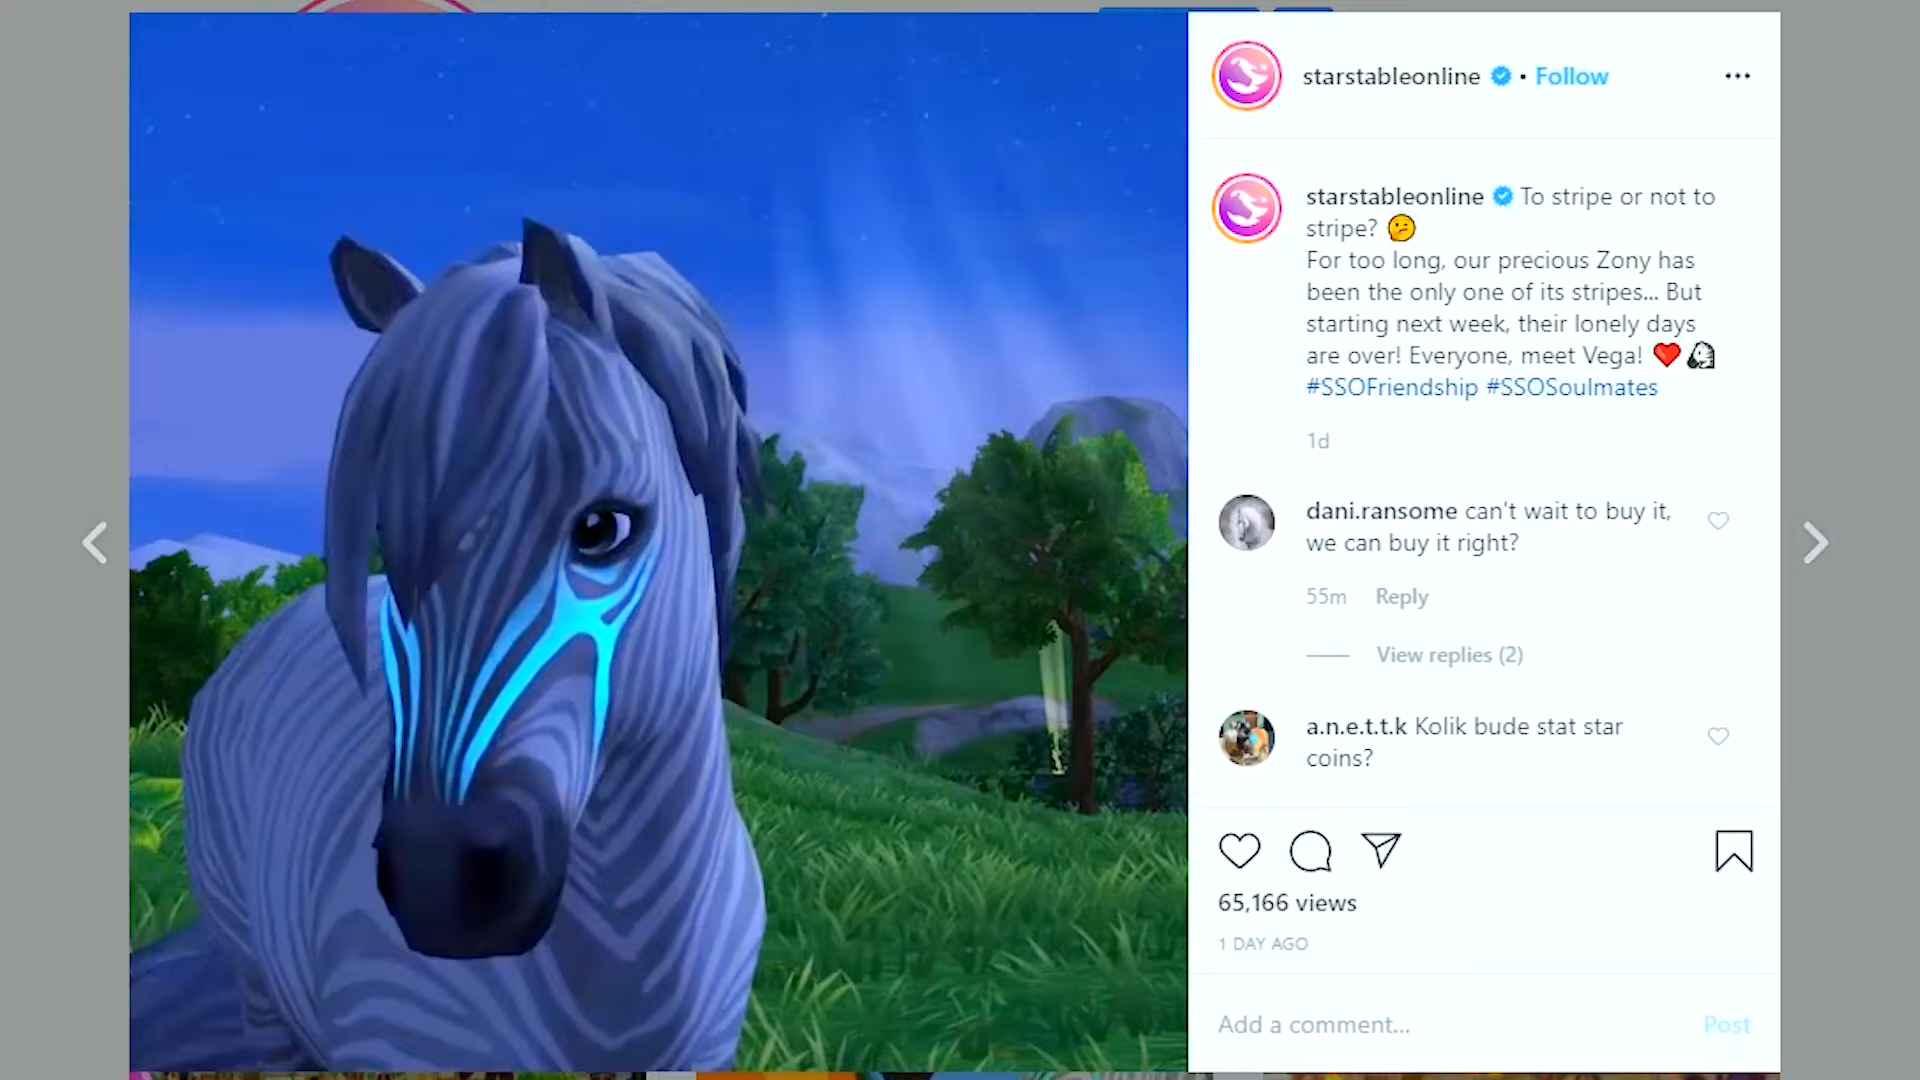 starstableonline • Follow
starstableonline To stripe or not to
stripe? 🫤
For too long, our precious Zony has
been the only one of its stripes... But
starting next week, their lonely days
are over! Everyone, meet Vega! ❤️🦓
#SSOFriendship #SSOSoulmates
1d
dani.ransome can't wait to buy it,
we can buy it right?
55m Reply
View replies (2)
a.n.e.t.t.k Kolik bude stat star
coins?
65,166 views
1 DAY AGO
Add a comment... Post